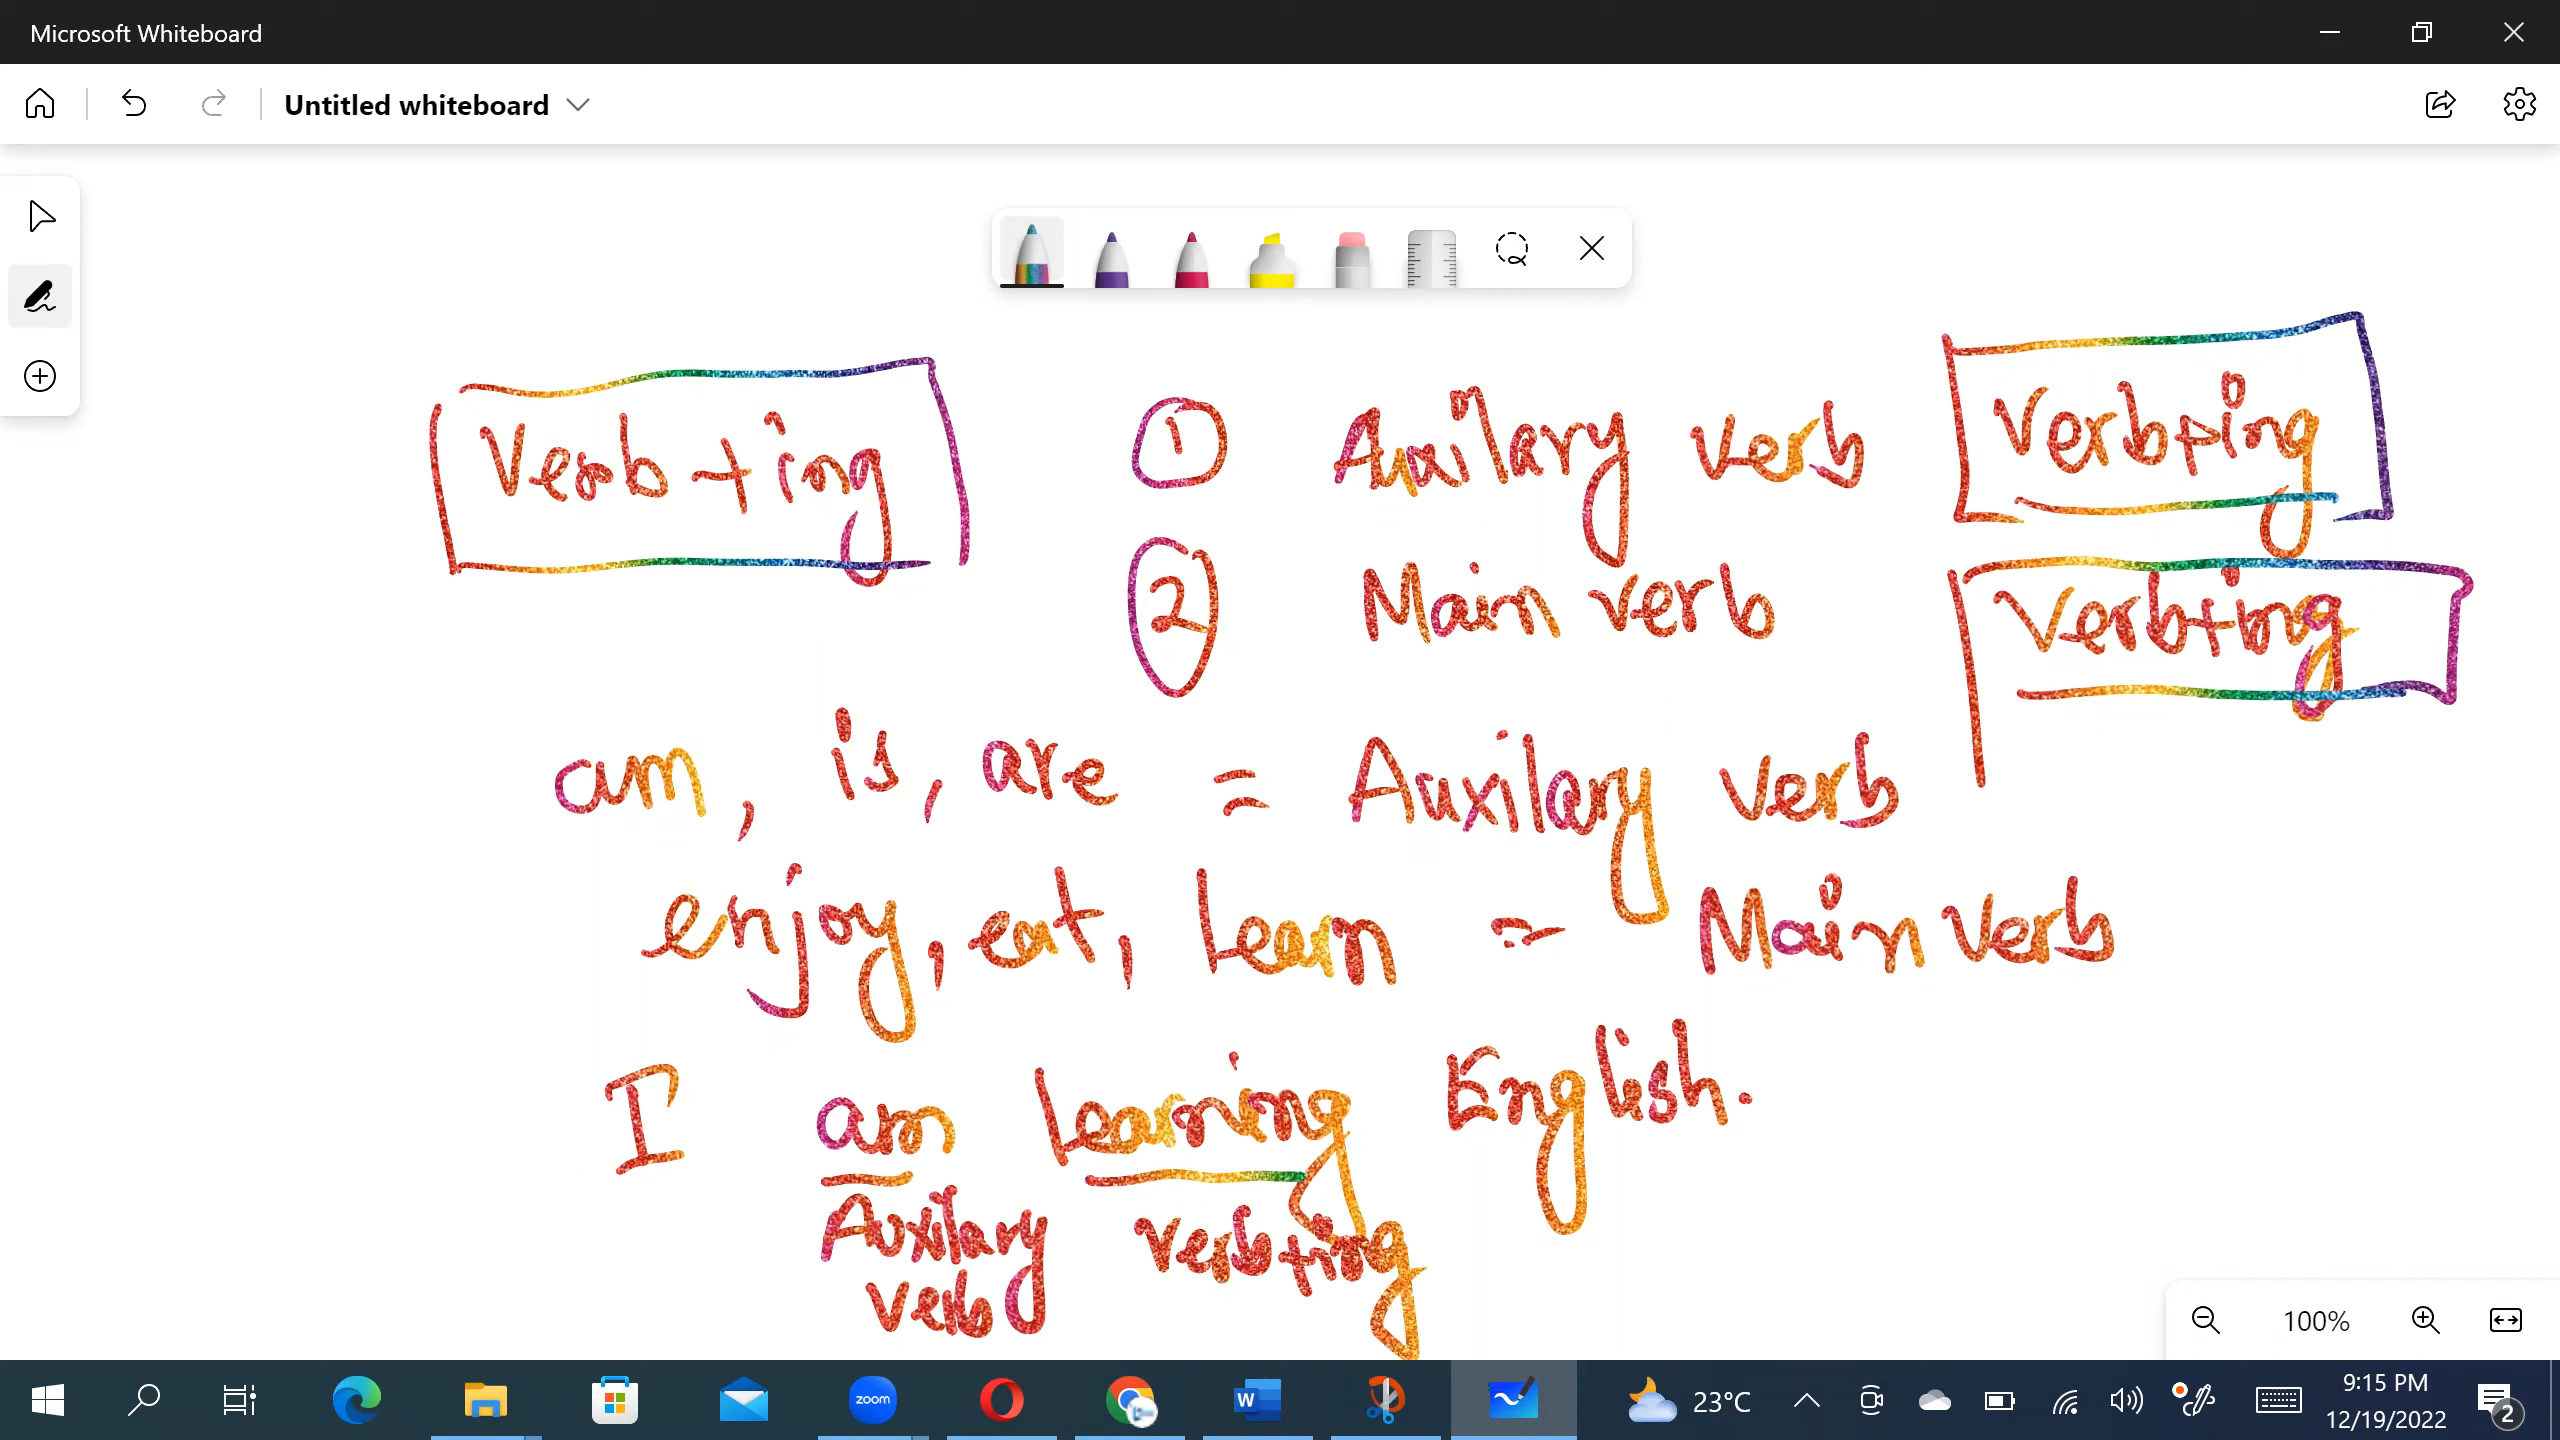 Microsoft Whiteboard
Untitled whiteboard
Verb+ing
1 Auxilary verb Verb+ing
2 Main verb Verb+ing
am, is, are = Auxilary verb
enjoy, eat, Learn = Main verb
I am Learning English.
Auxilary verb+ing
verb
100%
zoom
W
23°C
9:15 PM
12/19/2022
2